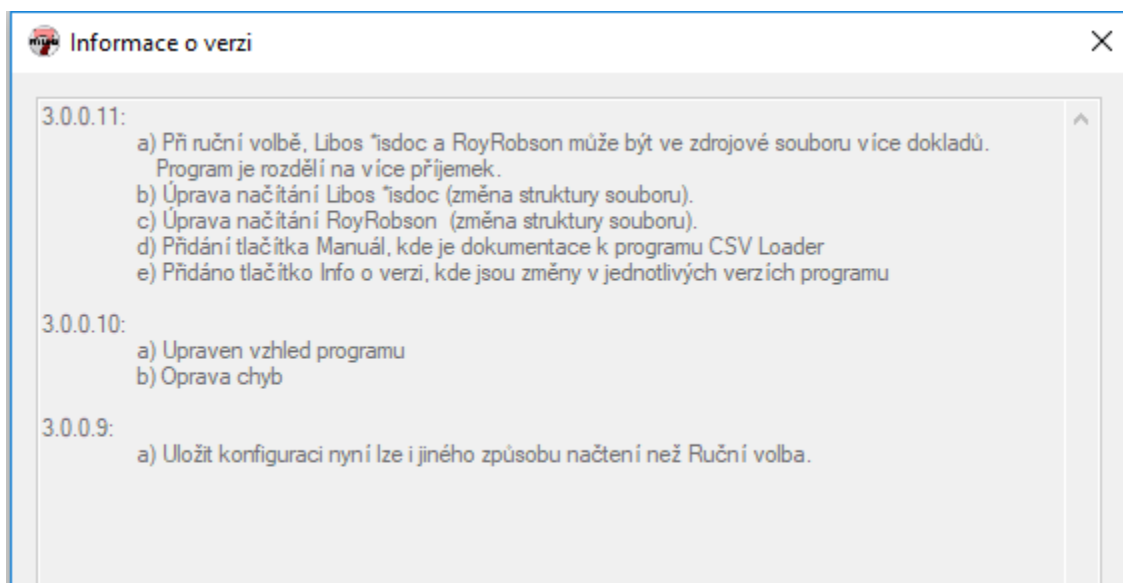 Informace o verzi
3.0.0.11:
a) Při ruční volbě, Libos *isdoc a RoyRobson může být ve zdrojové souboru více dokladů.
Program je rozdělí na více příjemek.
b) Úprava načítání Libos *isdoc (změna struktury souboru).
c) Úprava načítání RoyRobson (změna struktury souboru).
d) Přidání tlačítka Manuál, kde je dokumentace k programu CSV Loader
e) Přidáno tlačítko Info o verzi, kde jsou změny v jednotlivých verzích programu
3.0.0.10:
a) Upraven vzhled programu
b) Oprava chyb
3.0.0.9:
a) Uložit konfiguraci nyní lze i jiného způsobu načtení než Ruční volba.